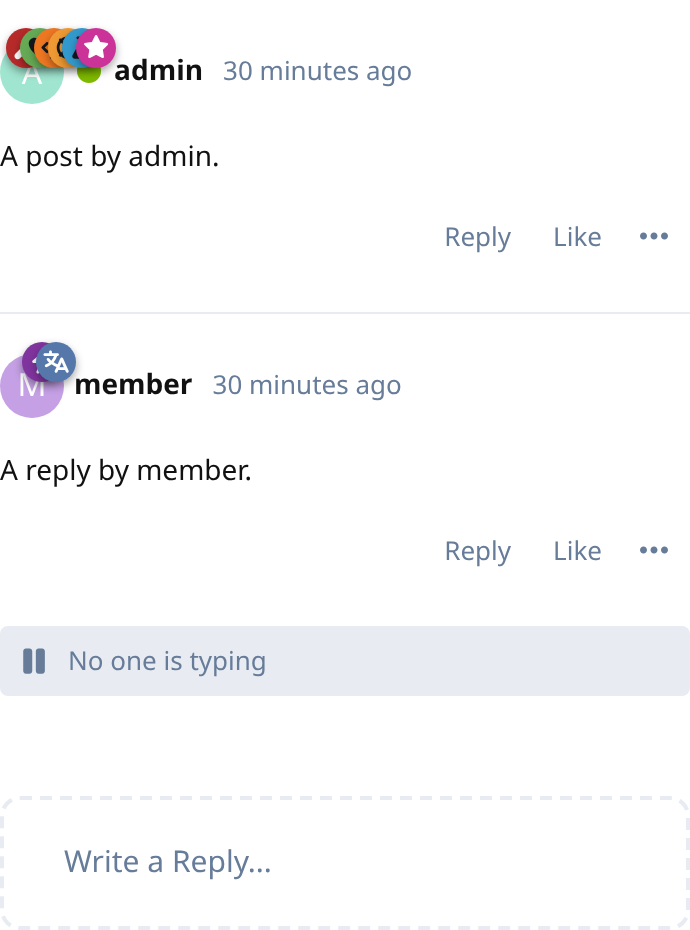 A
admin 30 minutes ago
A post by admin.
Reply Like
M
member 30 minutes ago
A reply by member.
Reply Like
No one is typing
Write a Reply...